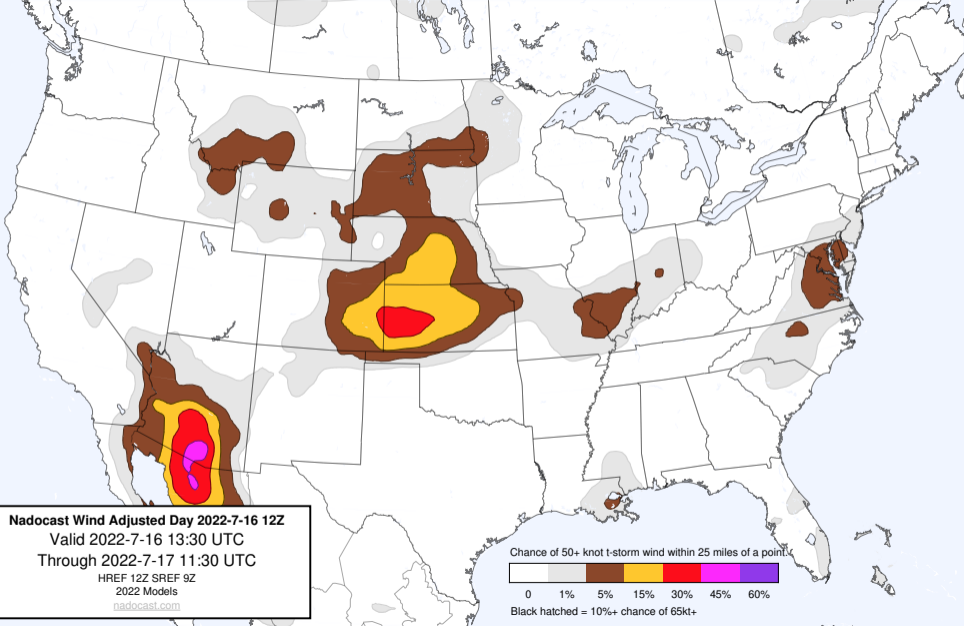 Nadocast Wind Adjusted Day 2022-7-16 12Z
Valid 2022-7-16 13:30 UTC
Through 2022-7-17 11:30 UTC
HREF 12Z SREF 9Z
2022 Models
nadocast.com
Chance of 50+ knot t-storm wind within 25 miles of a point.
0 1% 5% 15% 30% 45% 60%
Black hatched = 10%+ chance of 65kt+